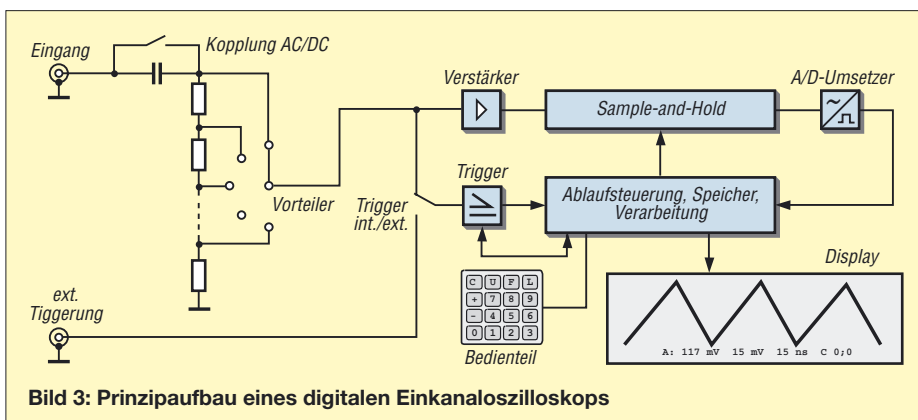 Eingang
Kopplung AC/DC
Verstärker
A/D-Umsetzer
Sample-and-Hold
Vorteiler
Trigger
int./ext.
Trigger
Ablaufsteuerung, Speicher,
Verarbeitung
ext.
Tiggerung
C U F L
+ 7 8 9
- 4 5 6
0 1 2 3
Bedienteil
Display
A: 117 mV 15 mV 15 ns C 0;0
Bild 3: Prinzipaufbau eines digitalen Einkanaloszilloskops